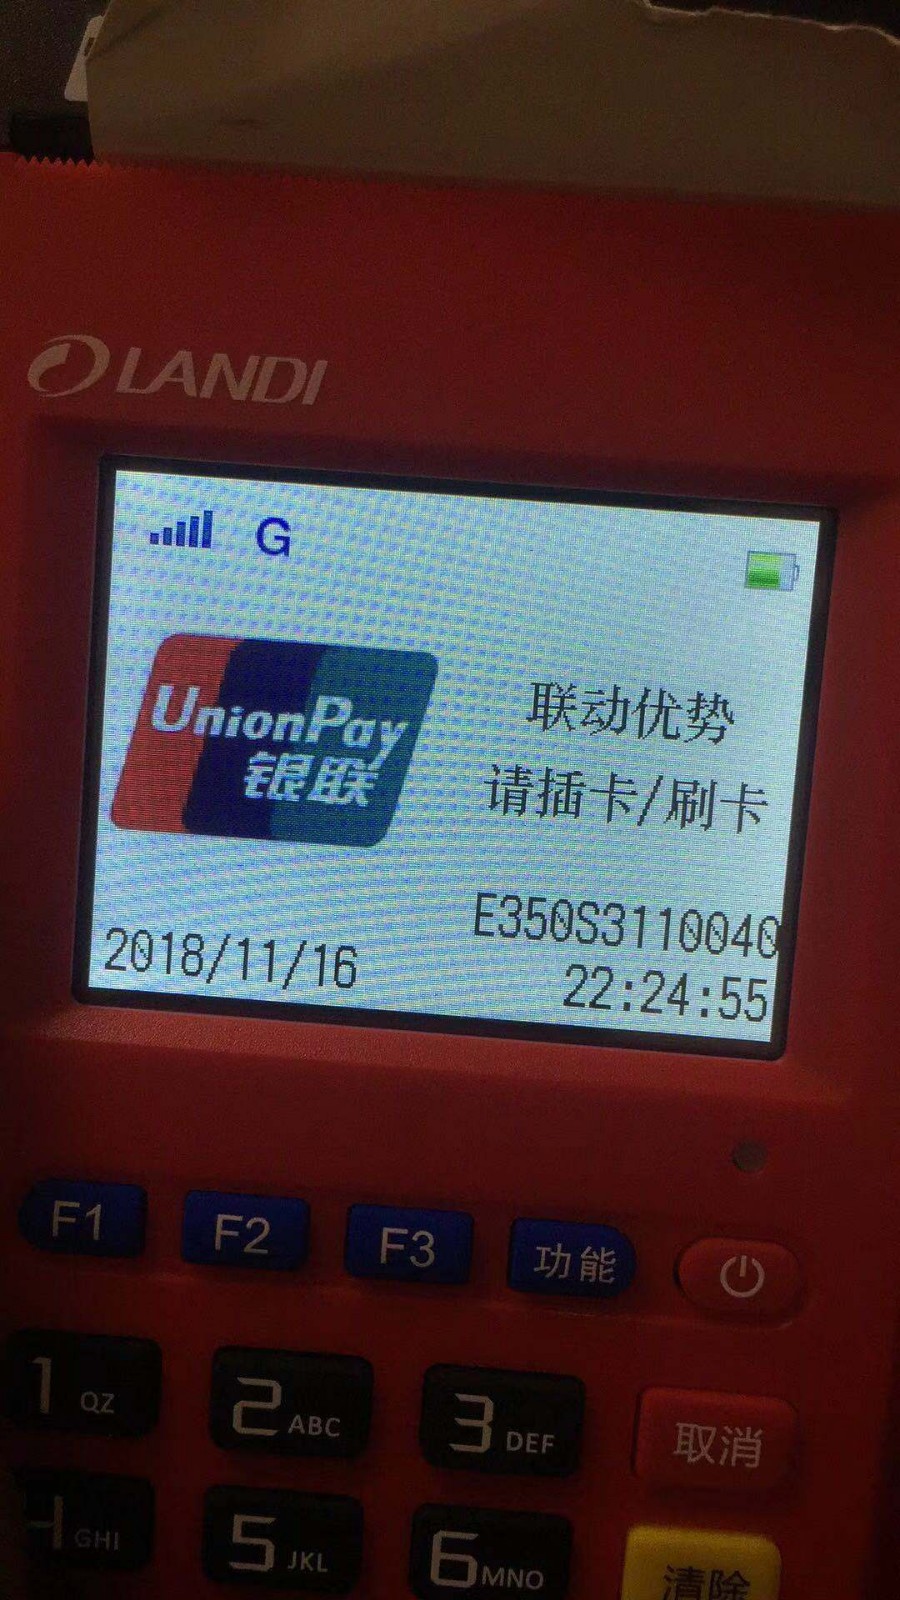 LANDI
G
UnionPay
银联
联动优势
请插卡/刷卡
E350S3110040
2018/11/16
22:24:55
F1 F2 F3 功能
1 QZ 2 ABC 3 DEF 取消
4 GHI 5 JKL 6 MNO 清除